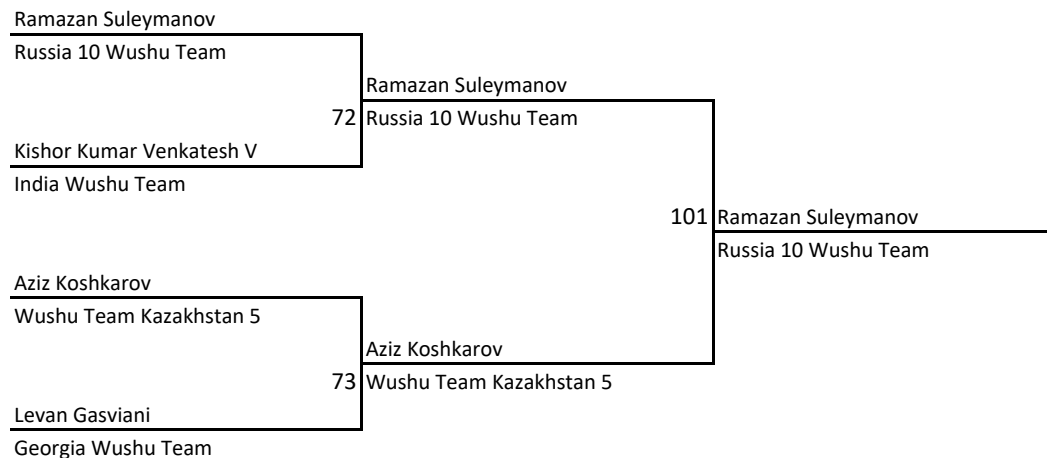 Ramazan Suleymanov
Russia 10 Wushu Team
Ramazan Suleymanov
72 Russia 10 Wushu Team
Kishor Kumar Venkatesh V
India Wushu Team
101 Ramazan Suleymanov
Russia 10 Wushu Team
Aziz Koshkarov
Wushu Team Kazakhstan 5
Aziz Koshkarov
73 Wushu Team Kazakhstan 5
Levan Gasviani
Georgia Wushu Team